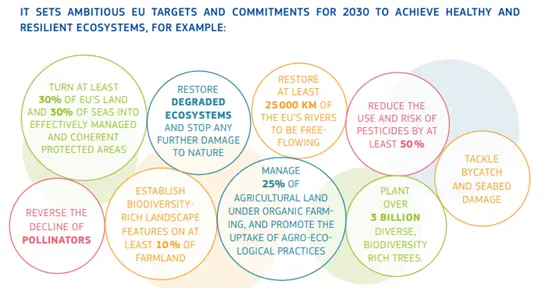 IT SETS AMBITIOUS EU TARGETS AND COMMITMENTS FOR 2030 TO ACHIEVE HEALTHY AND
RESILIENT ECOSYSTEMS, FOR EXAMPLE:
TURN AT LEAST
30% OF EU'S LAND
AND 30% OF SEAS INTO
EFFECTIVELY MANAGED
AND COHERENT
PROTECTED AREAS
RESTORE
DEGRADED
ECOSYSTEMS
AND STOP ANY
FURTHER DAMAGE
TO NATURE
RESTORE
AT LEAST
25 000 KM OF
THE EU'S RIVERS
TO BE FREE-
FLOWING
REDUCE THE
USE AND RISK OF
PESTICIDES BY AT
LEAST 50 %
TACKLE
BYCATCH
AND SEABED
DAMAGE
REVERSE THE
DECLINE OF
POLLINATORS
ESTABLISH
BIODIVERSITY-
RICH LANDSCAPE
FEATURES ON AT
LEAST 10% OF
FARMLAND
MANAGE
25% OF
AGRICULTURAL LAND
UNDER ORGANIC FARM-
ING, AND PROMOTE THE
UPTAKE OF AGRO-ECO-
LOGICAL PRACTICES
PLANT
OVER
3 BILLION
DIVERSE,
BIODIVERSITY
RICH TREES.